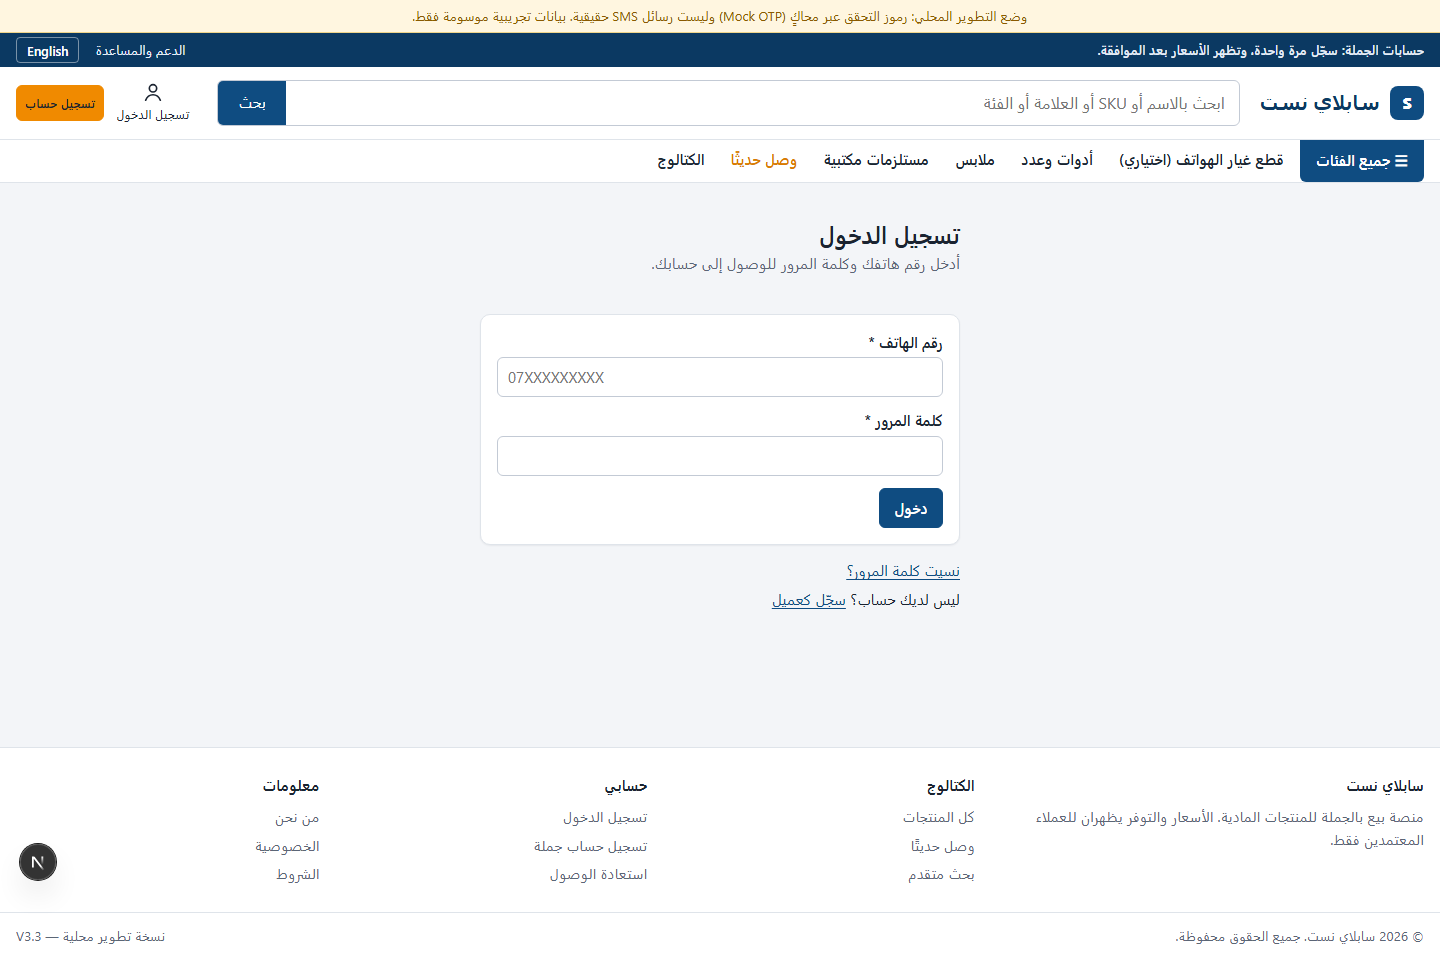 وضع التطوير المحلي: رموز التحقق عبر محاكٍ (Mock OTP) وليست رسائل SMS حقيقية. بيانات تجريبية موسومة فقط.
حسابات الجملة: سجّل مرة واحدة، وتظهر الأسعار بعد الموافقة.
الدعم والمساعدة
English
S
سابلاي نست
ابحث بالاسم أو SKU أو العلامة أو الفئة
بحث
تسجيل الدخول
تسجيل حساب
☰ جميع الفئات
قطع غيار الهواتف (اختياري)
أدوات وعدد
ملابس
مستلزمات مكتبية
وصل حديثًا
الكتالوج
تسجيل الدخول
أدخل رقم هاتفك وكلمة المرور للوصول إلى حسابك.
رقم الهاتف *
07XXXXXXXXX
كلمة المرور *
دخول
نسيت كلمة المرور؟
ليس لديك حساب؟ سجّل كعميل
سابلاي نست
منصة بيع بالجملة للمنتجات المادية. الأسعار والتوفر يظهران للعملاء
المعتمدين فقط.
الكتالوج
كل المنتجات
وصل حديثًا
بحث متقدم
حسابي
تسجيل الدخول
تسجيل حساب جملة
استعادة الوصول
معلومات
من نحن
الخصوصية
الشروط
N
© 2026 سابلاي نست. جميع الحقوق محفوظة.
نسخة تطوير محلية — V3.3